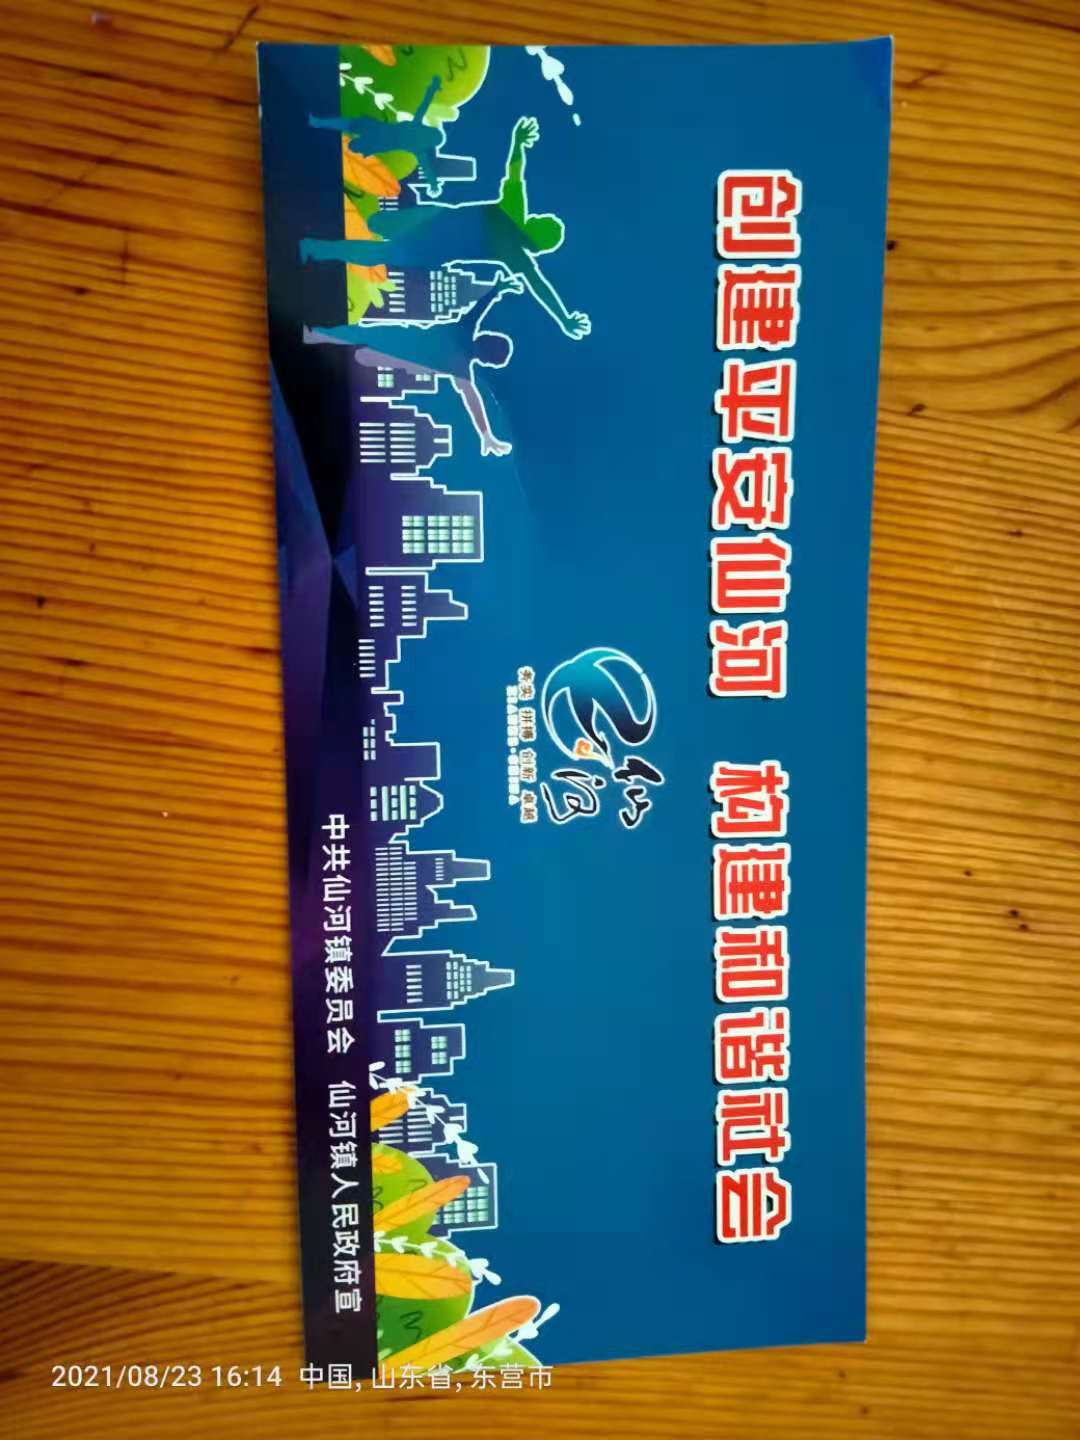 创建平安仙河 构建和谐社会
仙河
务实 拼搏 创新 卓越
中共仙河镇委员会 仙河镇人民政府宣
2021/08/23 16:14 中国, 山东省, 东营市